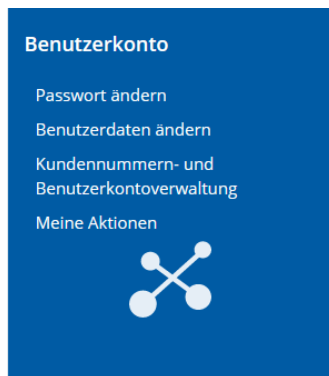 Benutzerkonto
Passwort ändern
Benutzerdaten ändern
Kundennummern- und
Benutzerkontoverwaltung
Meine Aktionen